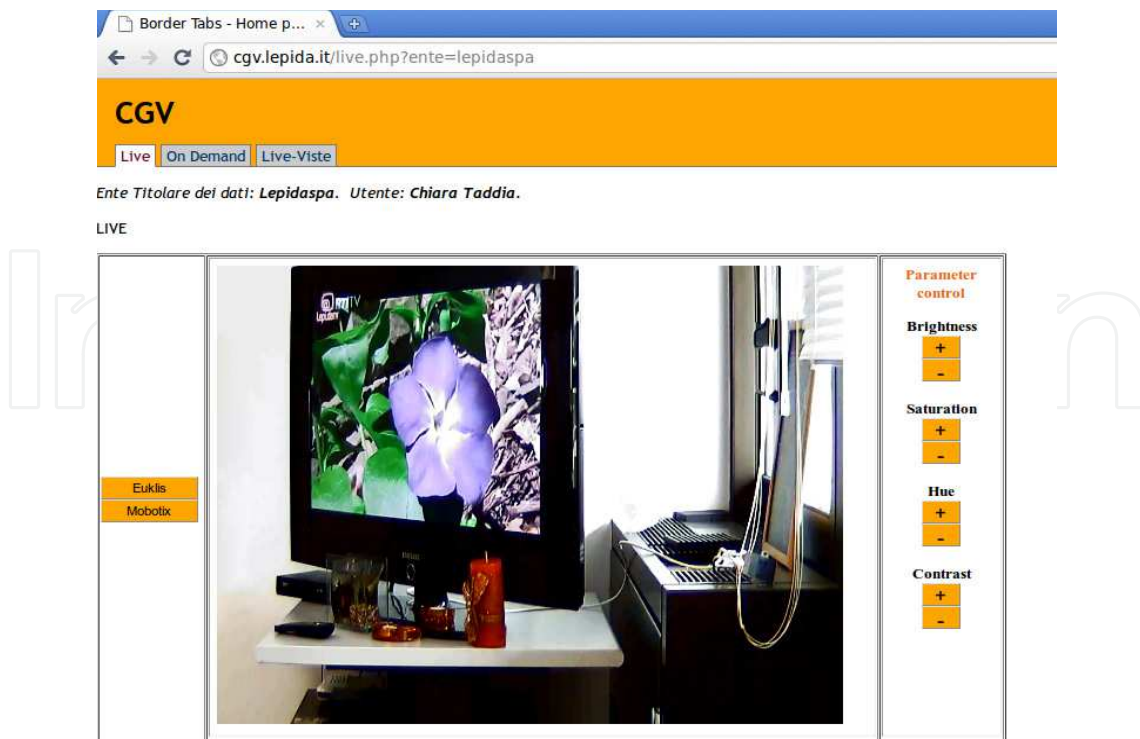 Border Tabs - Home p...
cgv.lepida.it/live.php?ente=lepidaspa
CGV
Live On Demand Live-Viste
Ente Titolare dei dati: Lepidaspa. Utente: Chiara Taddia.
LIVE
Parameter
control
Brightness
+
-
Saturation
+
-
Hue
+
-
Contrast
+
-
Euklis
Mobotix
TV